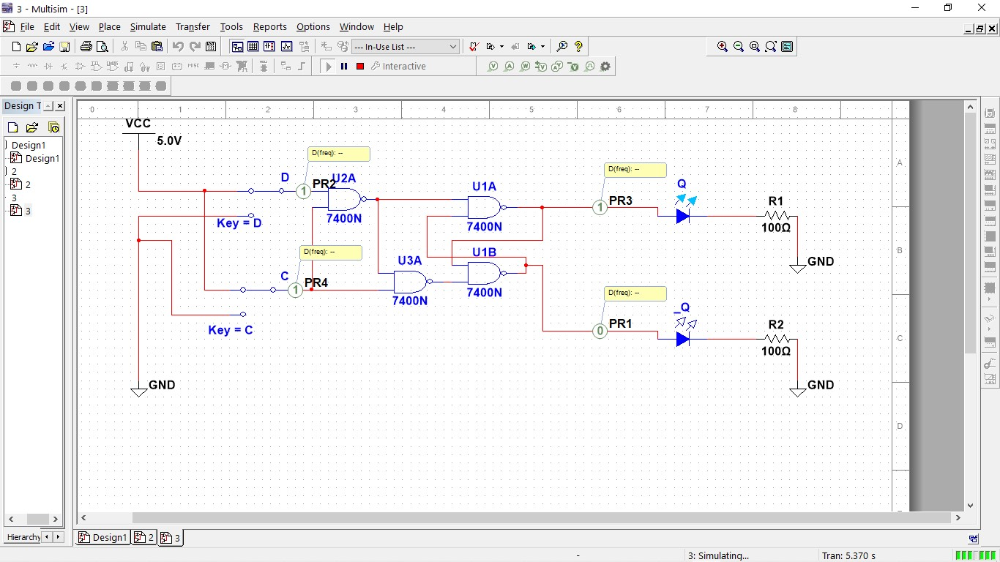 3 - Multisim - [3]
File Edit View Place Simulate Transfer Tools Reports Options Window Help
--- In-Use List ---
Interactive
Design T
0 1 2 3 4 5 6 7 8
VCC
5.0V
Design1
Design1
2
2
3
3
D(freq): --
D(freq): --
A
D
PR2
U2A
U1A
Q
7400N
PR3
R1
Key = D
7400N
100Ω
D(freq): --
U1B
B
U3A
GND
C
PR4
7400N
D(freq): --
7400N
_Q
PR1
R2
Key = C
C
100Ω
GND
GND
D
Hierarchy
Design1 2 3
-
3: Simulating...
Tran: 5.370 s
1
1
1
0